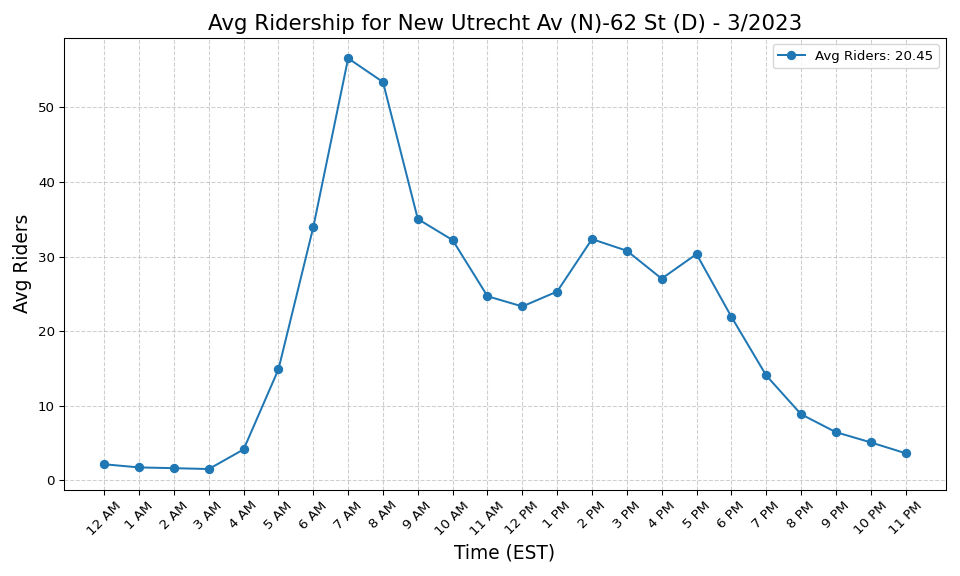 Avg Ridership for New Utrecht Av (N)-62 St (D) - 3/2023
Avg Riders: 20.45
Avg Riders
50
40
30
20
10
0
12 AM 1 AM 2 AM 3 AM 4 AM 5 AM 6 AM 7 AM 8 AM 9 AM 10 AM 11 AM 12 PM 1 PM 2 PM 3 PM 4 PM 5 PM 6 PM 7 PM 8 PM 9 PM 10 PM 11 PM
Time (EST)